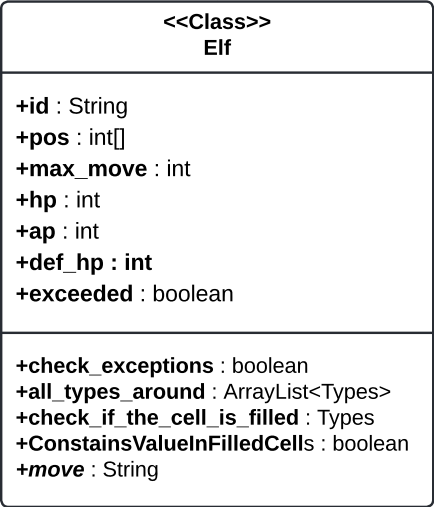 <<Class>>
Elf
+id : String
+pos : int[]
+max_move : int
+hp : int
+ap : int
+def_hp : int
+exceeded : boolean
+check_exceptions : boolean
+all_types_around : ArrayList<Types>
+check_if_the_cell_is_filled : Types
+ConstainsValueInFilledCells : boolean
+move : String